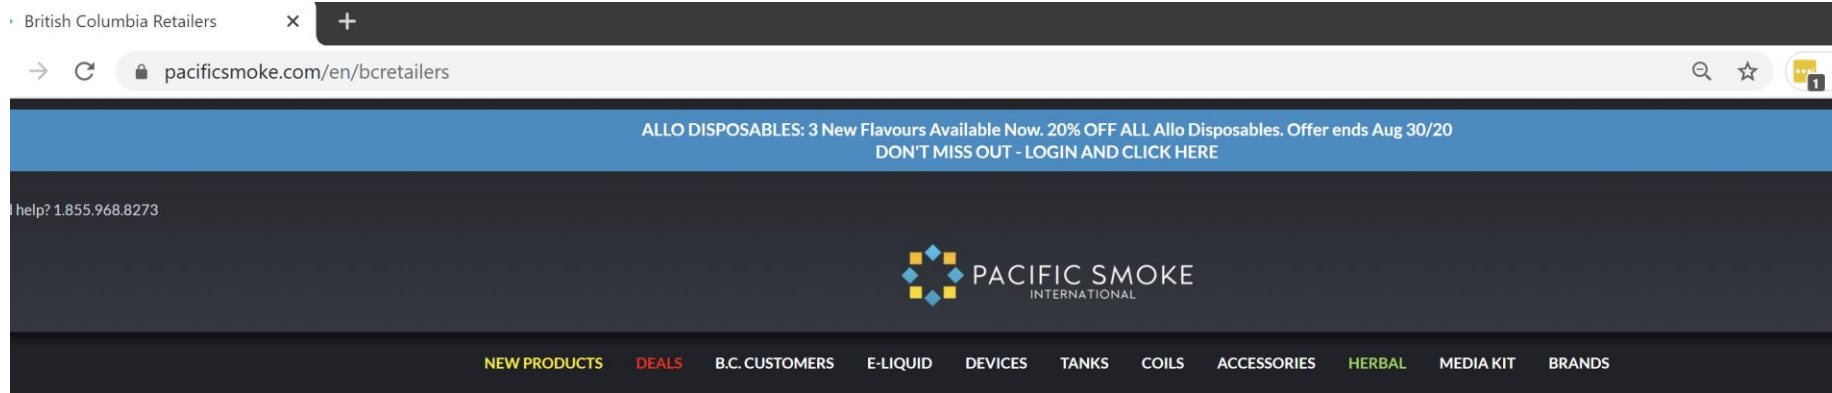 British Columbia Retailers
pacificsmoke.com/en/bcretailers
1
ALLO DISPOSABLES: 3 New Flavours Available Now. 20% OFF ALL Allo Disposables. Offer ends Aug 30/20
DON'T MISS OUT - LOGIN AND CLICK HERE
help? 1.855.968.8273
PACIFIC SMOKE
INTERNATIONAL
NEW PRODUCTS DEALS B.C. CUSTOMERS E-LIQUID DEVICES TANKS COILS ACCESSORIES HERBAL MEDIA KIT BRANDS